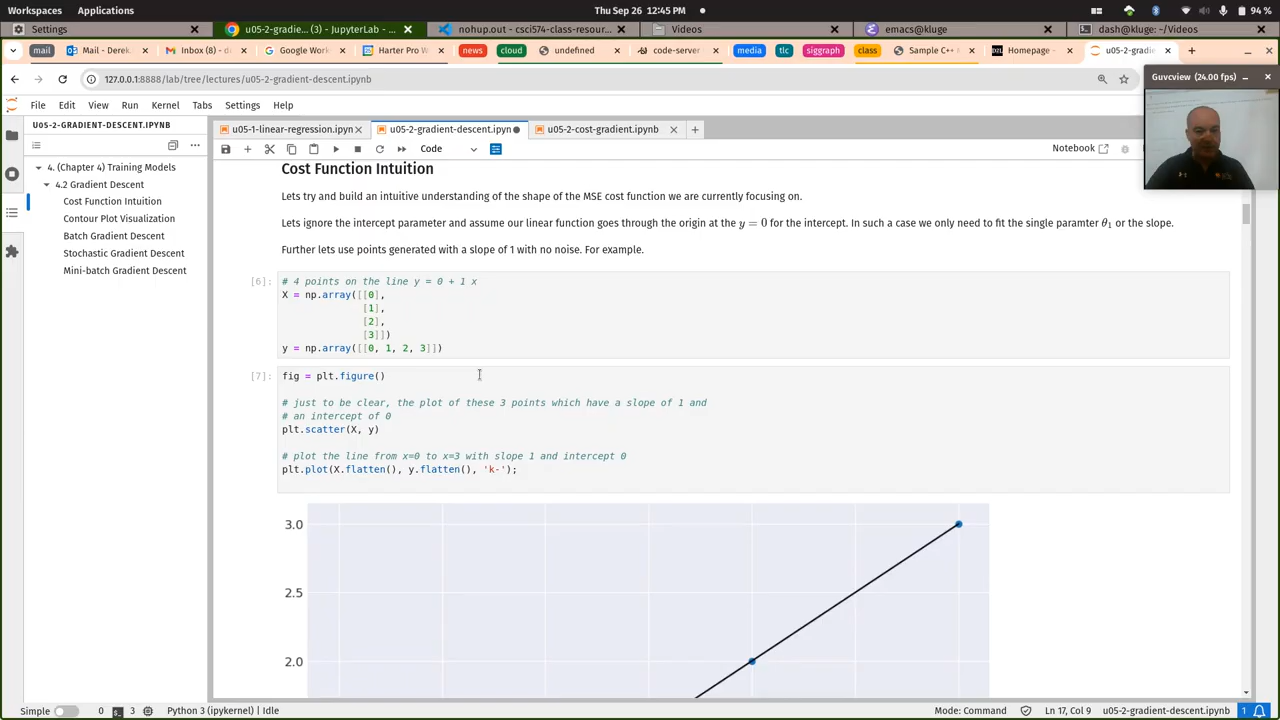 Workspaces Applications Thu Sep 26 12:45 PM 94 %
Settings u05-2-gradie... (3) - JupyterLab - ... nohup.out - csci574-class-resour... Videos emacs@kluge dash@kluge: ~/Videos
mail Mail - Derek. Inbox (8) - d Google Work Harter Pro W news cloud undefined code-server media tlc siggraph class Sample C++ M D2L Homepage - u05-2-gradi
127.0.0.1:8888/lab/tree/lectures/u05-2-gradient-descent.ipynb
Guvcview (24.00 fps)
File Edit View Run Kernel Tabs Settings Help
U05-2-GRADIENT-DESCENT.IPYNB
u05-1-linear-regression.ipyn u05-2-gradient-descent.ipyn u05-2-cost-gradient.ipynb
Code Notebook
4. (Chapter 4) Training Models
4.2 Gradient Descent
Cost Function Intuition
Contour Plot Visualization
Batch Gradient Descent
Stochastic Gradient Descent
Mini-batch Gradient Descent
Cost Function Intuition
Lets try and build an intuitive understanding of the shape of the MSE cost function we are currently focusing on.
Lets ignore the intercept parameter and assume our linear function goes through the origin at the y = 0 for the intercept. In such a case we only need to fit the single paramter θ₁ or the slope.
Further lets use points generated with a slope of 1 with no noise. For example.
[6]: # 4 points on the line y = 0 + 1 x
X = np.array([[0],
[1],
[2],
[3]])
y = np.array([[0, 1, 2, 3]])
[7]: fig = plt.figure()
# just to be clear, the plot of these 3 points which have a slope of 1 and
# an intercept of 0
plt.scatter(X, y)
# plot the line from x=0 to x=3 with slope 1 and intercept 0
plt.plot(X.flatten(), y.flatten(), 'k-');
3.0
2.5
2.0
Simple 0 3 Python 3 (ipykernel) | Idle Mode: Command Ln 17, Col 9 u05-2-gradient-descent.ipynb 1